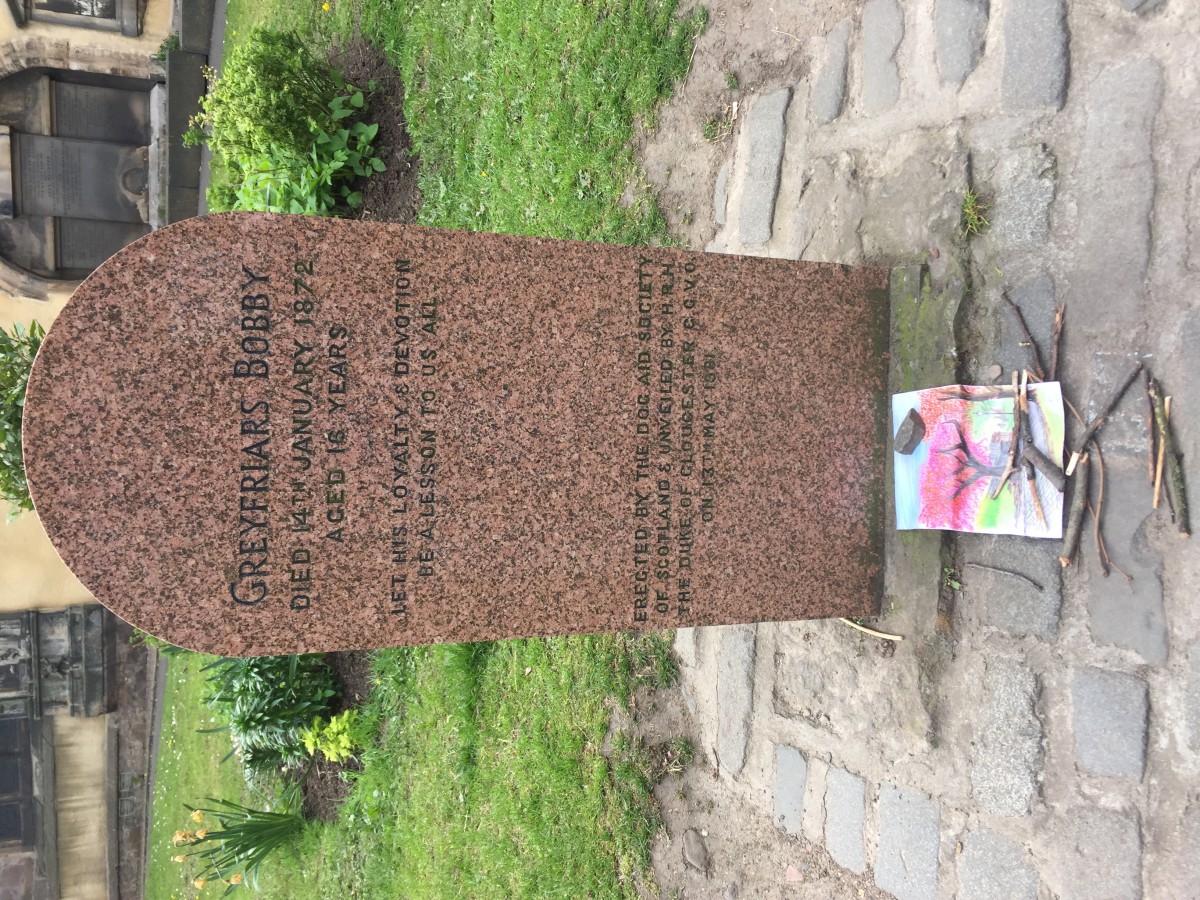 GREYFRIARS BOBBY
DIED 14TH JANUARY 1872
AGED 16 YEARS
LET HIS LOYALTY & DEVOTION
BE A LESSON TO US ALL.
ERECTED BY THE DOG AID SOCIETY
OF SCOTLAND & UNVEILED BY H.R.H.
THE DUKE OF GLOUCESTER G.C.V.O.
ON 13TH MAY 1981